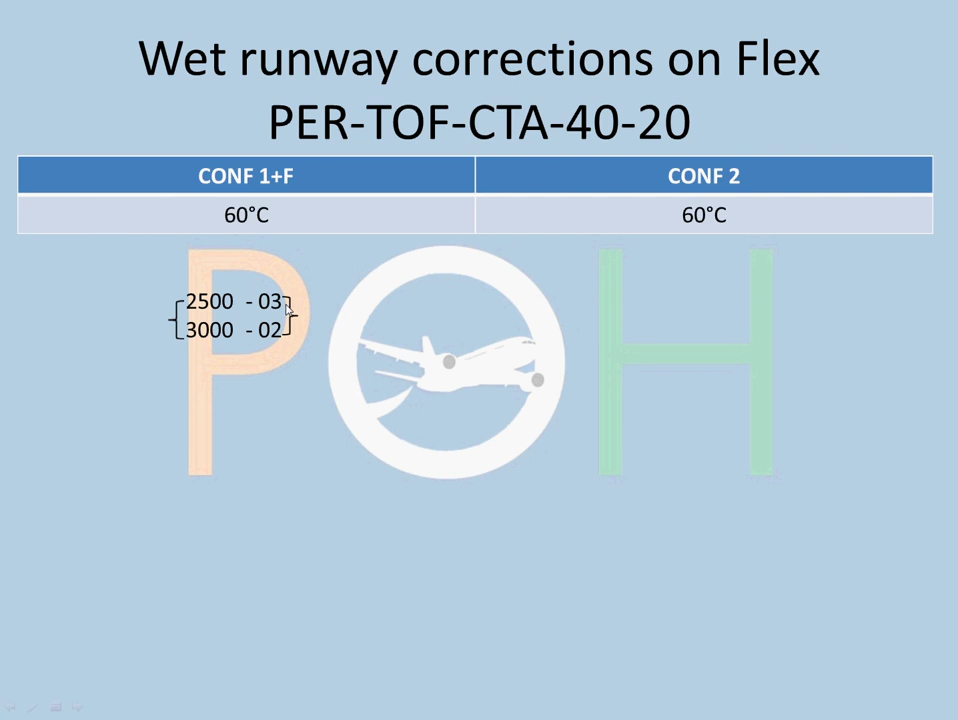 Wet runway corrections on Flex
PER-TOF-CTA-40-20
CONF 1+F CONF 2
60°C 60°C
2500 - 03
3000 - 02
POH